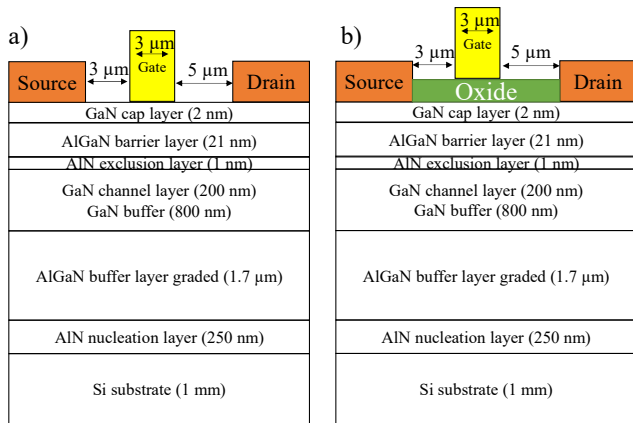 a)
3 µm
3 µm
Gate
5 µm
Source
Drain
GaN cap layer (2 nm)
AlGaN barrier layer (21 nm)
AlN exclusion layer (1 nm)
GaN channel layer (200 nm)
GaN buffer (800 nm)
AlGaN buffer layer graded (1.7 µm)
AlN nucleation layer (250 nm)
Si substrate (1 mm)
b)
3 µm
3 µm
Gate
5 µm
Source
Oxide
Drain
GaN cap layer (2 nm)
AlGaN barrier layer (21 nm)
AlN exclusion layer (1 nm)
GaN channel layer (200 nm)
GaN buffer (800 nm)
AlGaN buffer layer graded (1.7 µm)
AlN nucleation layer (250 nm)
Si substrate (1 mm)